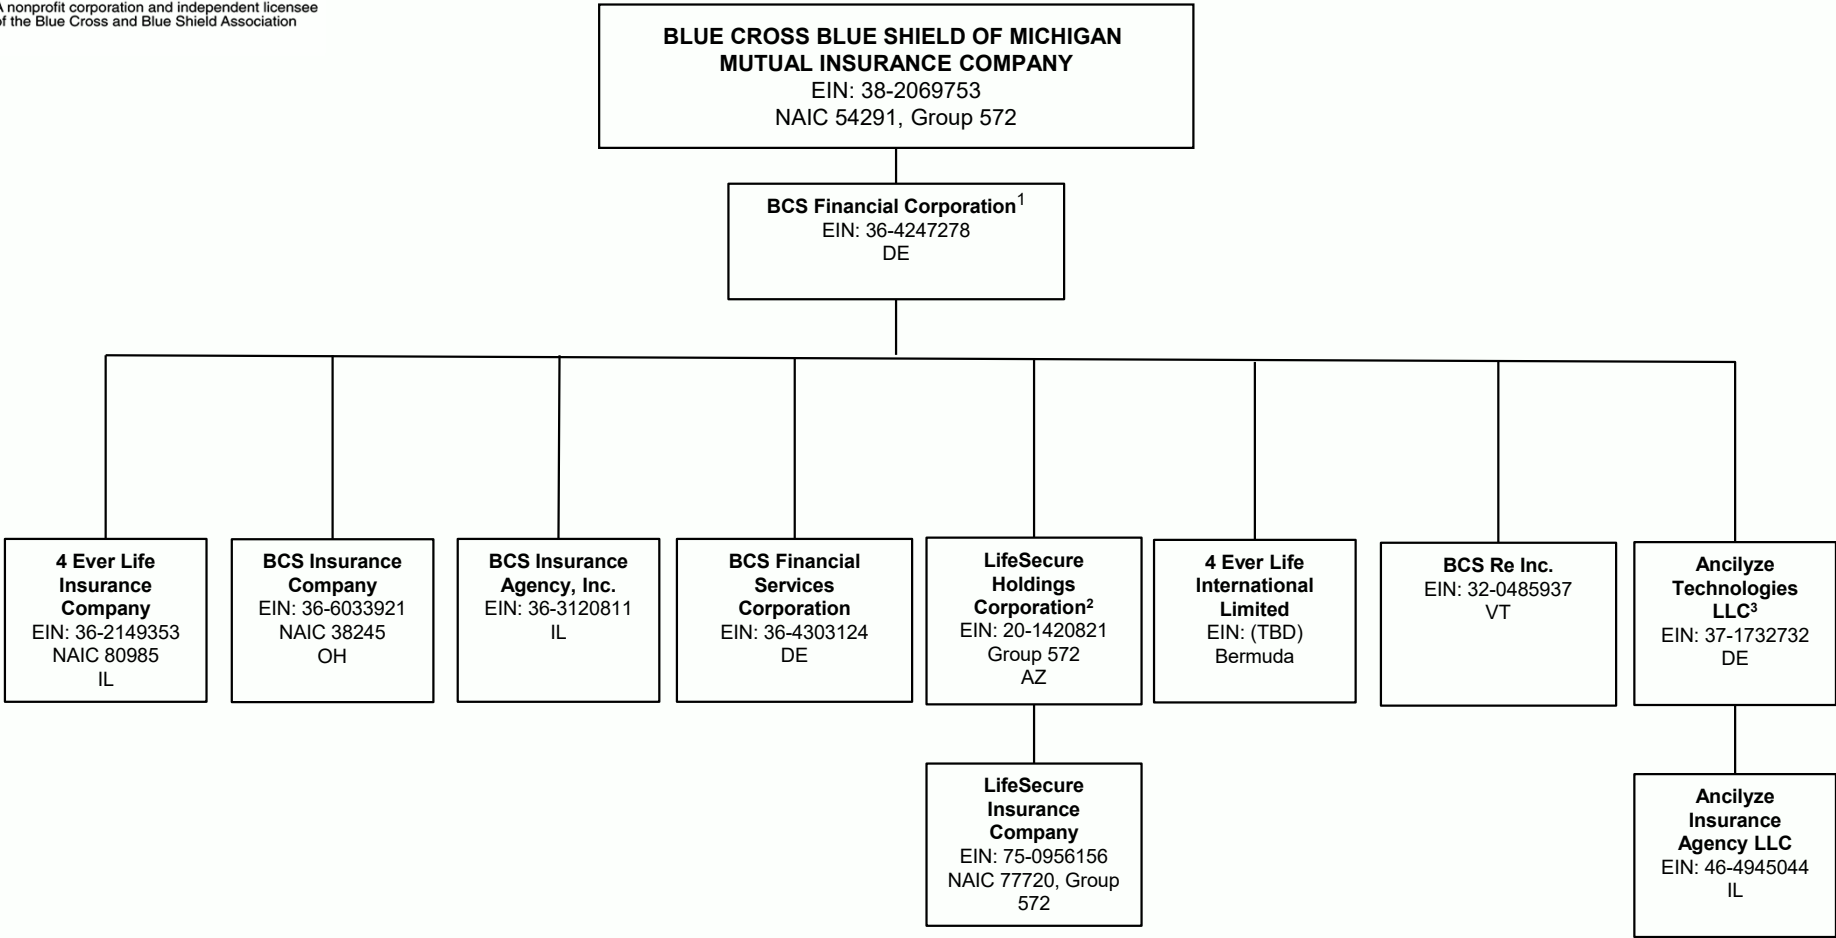 A nonprofit corporation and independent licensee
of the Blue Cross and Blue Shield Association
BLUE CROSS BLUE SHIELD OF MICHIGAN
MUTUAL INSURANCE COMPANY
EIN: 38-2069753
NAIC 54291, Group 572
BCS Financial Corporation¹
EIN: 36-4247278
DE
4 Ever Life
Insurance
Company
EIN: 36-2149353
NAIC 80985
IL
BCS Insurance
Company
EIN: 36-6033921
NAIC 38245
OH
BCS Insurance
Agency, Inc.
EIN: 36-3120811
IL
BCS Financial
Services
Corporation
EIN: 36-4303124
DE
LifeSecure
Holdings
Corporation²
EIN: 20-1420821
Group 572
AZ
4 Ever Life
International
Limited
EIN: (TBD)
Bermuda
BCS Re Inc.
EIN: 32-0485937
VT
Ancilyze
Technologies
LLC³
EIN: 37-1732732
DE
LifeSecure
Insurance
Company
EIN: 75-0956156
NAIC 77720, Group
572
Ancilyze
Insurance
Agency LLC
EIN: 46-4945044
IL